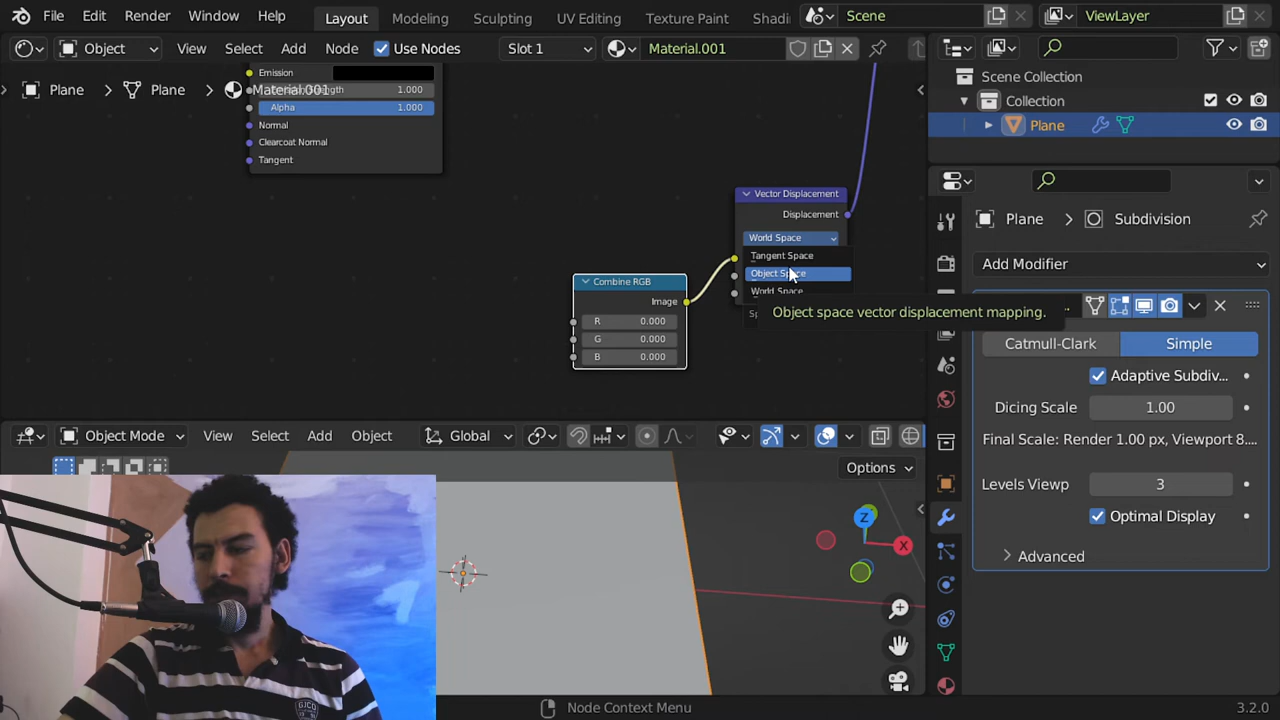 File Edit Render Window Help Layout Modeling Sculpting UV Editing Texture Paint Shadi Scene ViewLayer
Object View Select Add Node Use Nodes Slot 1 Material.001
Plane > Plane > Material.001
Emission
1.000
Alpha 1.000
Normal
Clearcoat Normal
Tangent
Vector Displacement
Displacement
World Space
Tangent Space
Object Space
World Space
Object space vector displacement mapping.
Combine RGB
Image
R 0.000
G 0.000
B 0.000
Object Mode View Select Add Object Global
Options
Z
X
Scene Collection
Collection
Plane
Plane > Subdivision
Add Modifier
Catmull-Clark Simple
Adaptive Subdiv...
Dicing Scale 1.00
Final Scale: Render 1.00 px, Viewport 8....
Levels Viewp 3
Optimal Display
> Advanced
GJCO
Node Context Menu 3.2.0